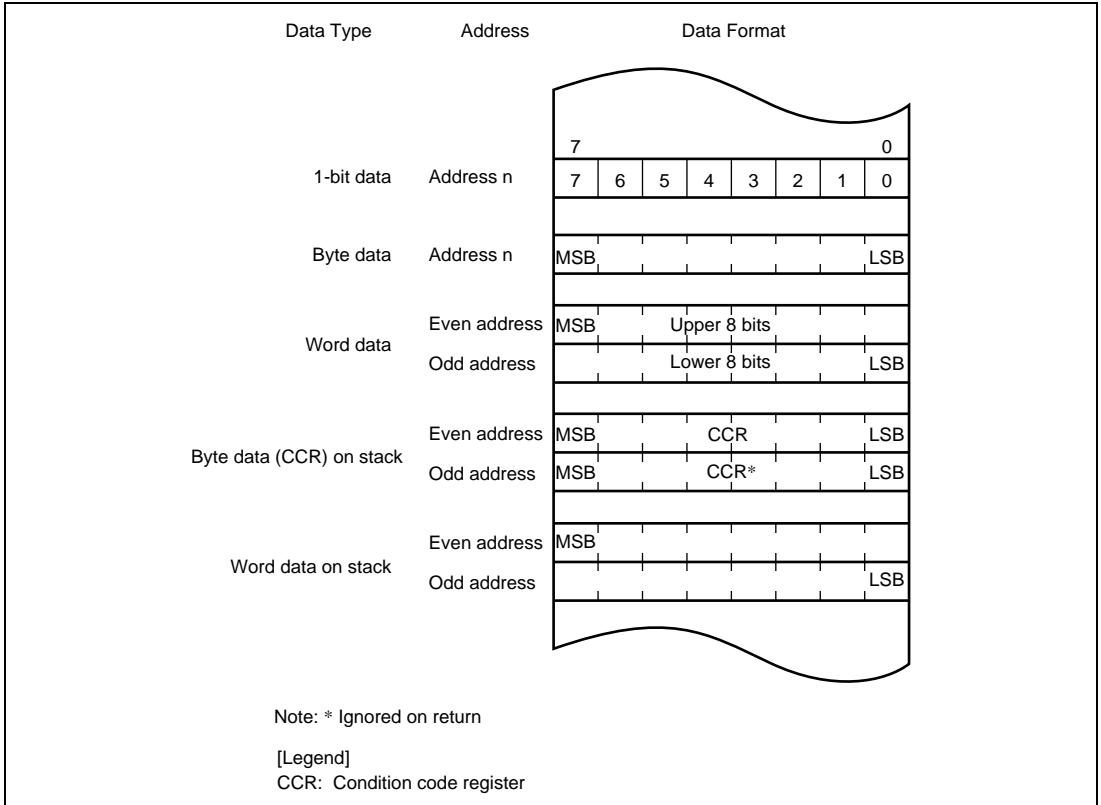 Data Type Address Data Format
7 0
1-bit data Address n 7 6 5 4 3 2 1 0
Byte data Address n MSB LSB
Word data
Even address MSB Upper 8 bits
Odd address Lower 8 bits LSB
Byte data (CCR) on stack
Even address MSB CCR LSB
Odd address MSB CCR* LSB
Word data on stack
Even address MSB
Odd address LSB
Note: * Ignored on return
[Legend]
CCR: Condition code register